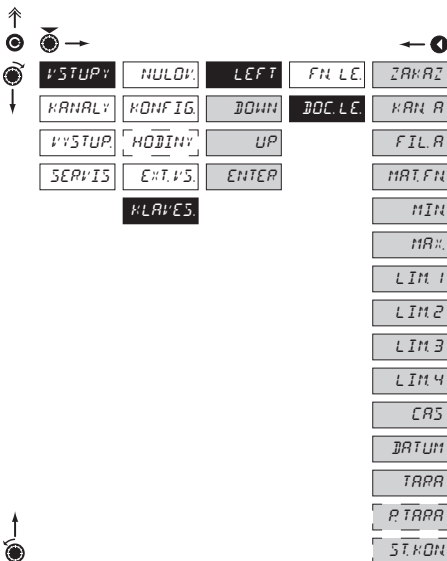 VSTUPY NULOV. LEFT FN. LE. ZAKAZ
KANALY KONFIG. DOWN DOC. LE. KAN. A
VYSTUP. HODINY UP FIL. A
SERVIS EXT. VS. ENTER MAT. FN.
KLAVES. MIN.
MAX.
LIM. 1
LIM. 2
LIM. 3
LIM. 4
CAS
DATUM
TARA
P. TARA
ST. KON.